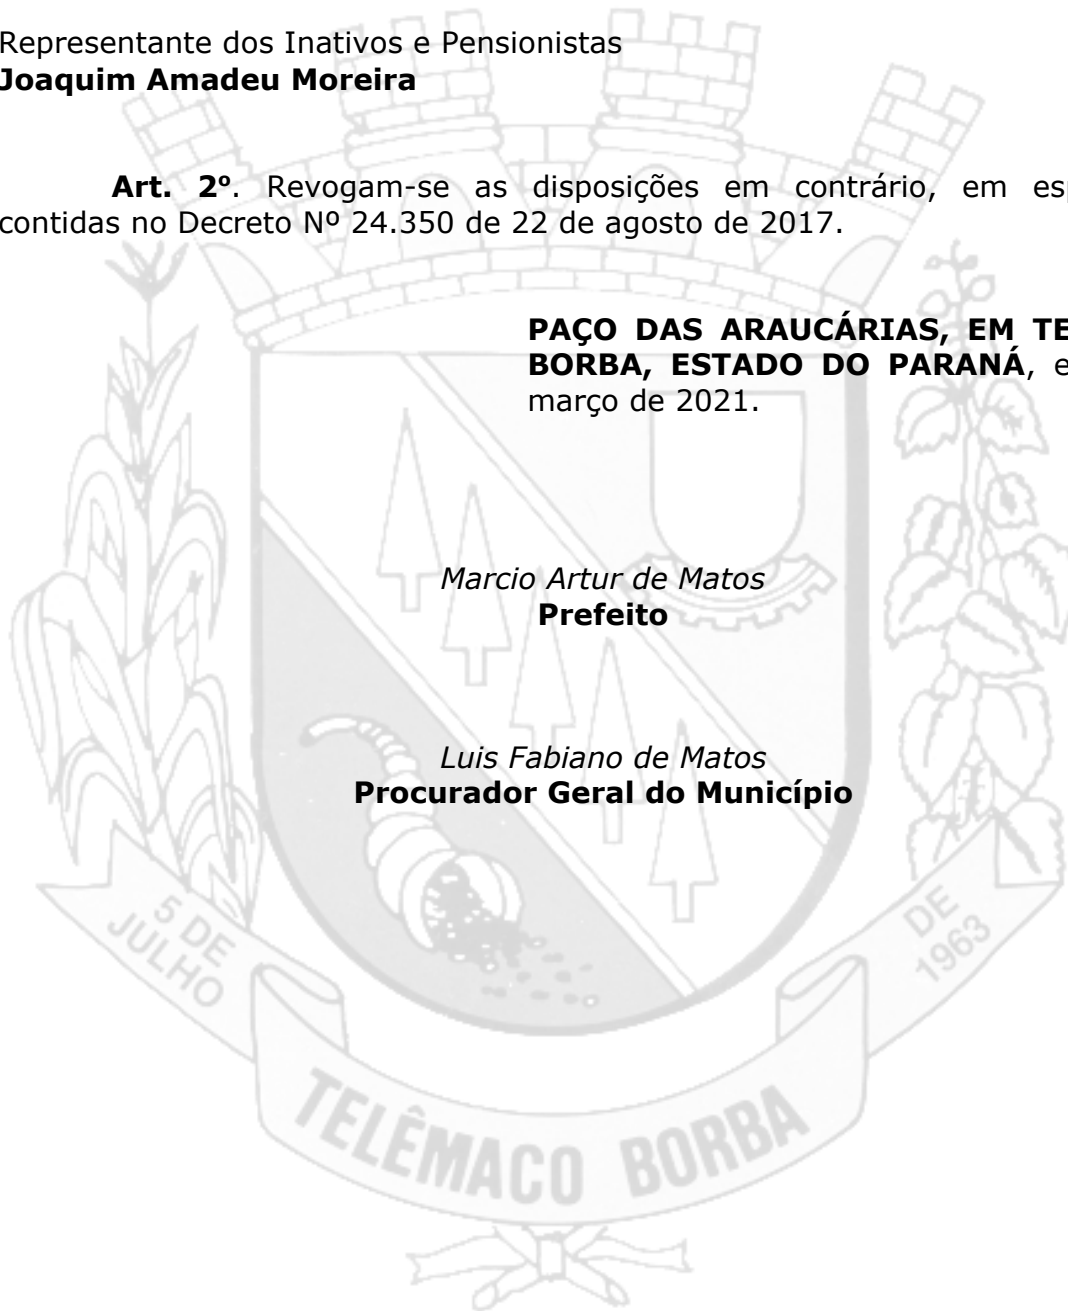 Representante dos Inativos e Pensionistas
Joaquim Amadeu Moreira
Art. 2º. Revogam-se as disposições em contrário, em esp
contidas no Decreto Nº 24.350 de 22 de agosto de 2017.
PAÇO DAS ARAUCÁRIAS, EM TE
BORBA, ESTADO DO PARANÁ, e
março de 2021.
Marcio Artur de Matos
Prefeito
Luis Fabiano de Matos
Procurador Geral do Município
5 DE
JULHO
DE
1963
TELÊMACO BORBA